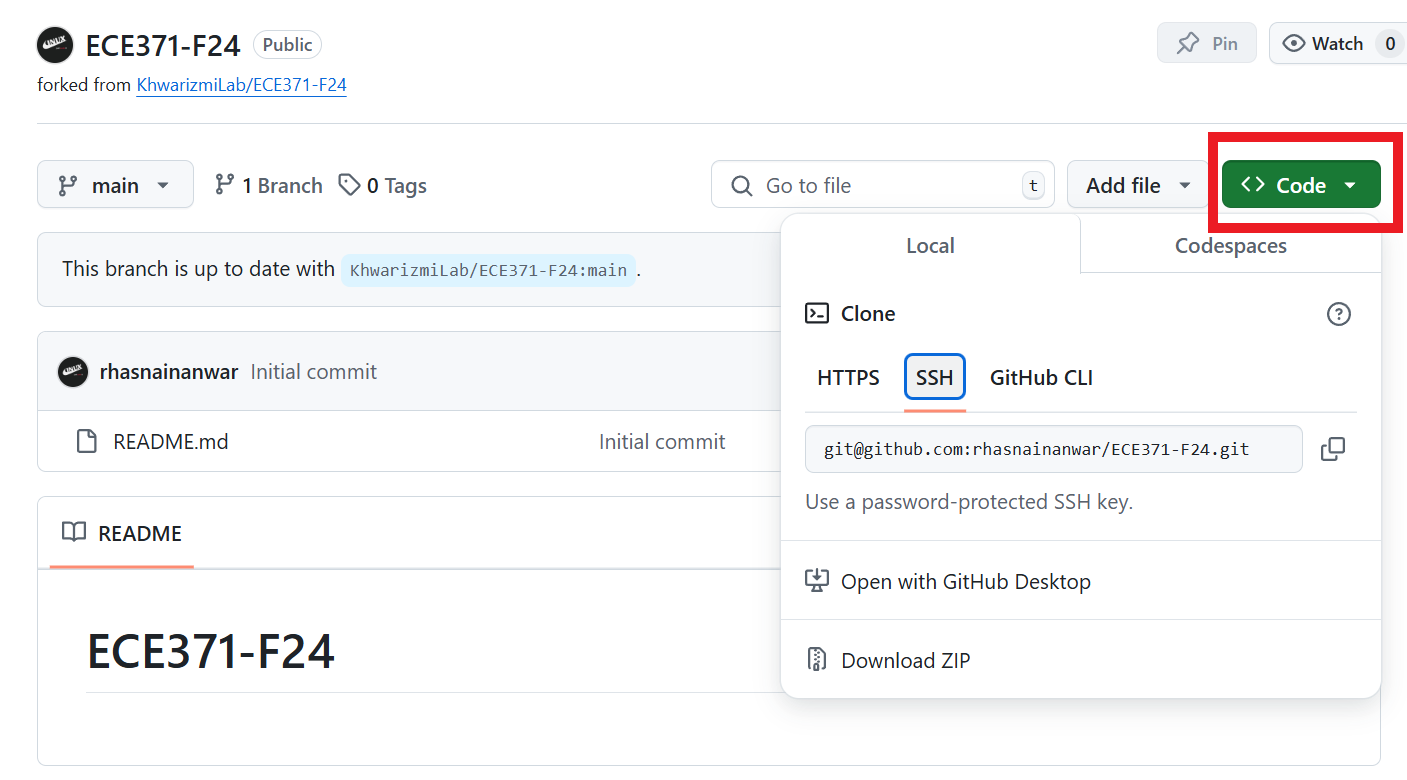 ECE371-F24 Public Pin Watch 0
forked from KhwarizmiLab/ECE371-F24
main 1 Branch 0 Tags Go to file t Add file Code
Local Codespaces
This branch is up to date with KhwarizmiLab/ECE371-F24:main .
Clone
rhasnainanwar Initial commit
HTTPS SSH GitHub CLI
README.md Initial commit
git@github.com:rhasnainanwar/ECE371-F24.git
Use a password-protected SSH key.
README
Open with GitHub Desktop
ECE371-F24
Download ZIP